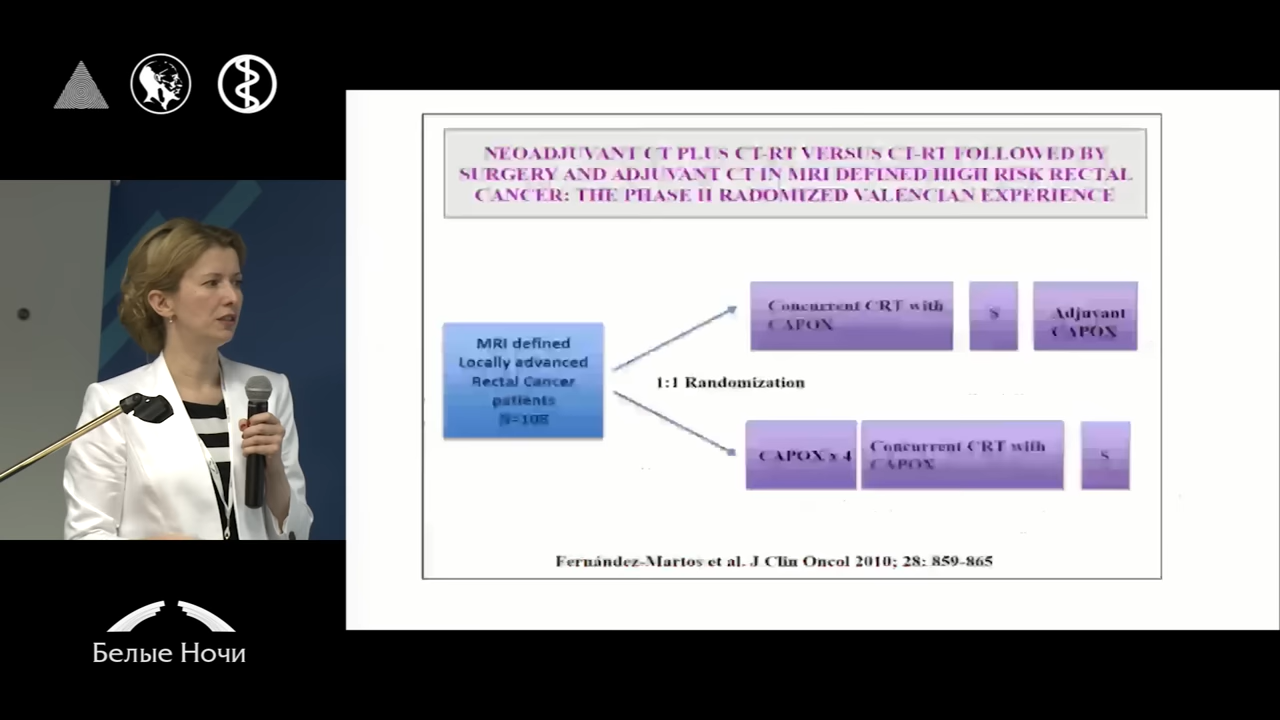 NEOADJUVANT CT PLUS CT-RT VERSUS CT-RT FOLLOWED BY
SURGERY AND ADJUVANT CT IN MRI DEFINED HIGH RISK RECTAL
CANCER: THE PHASE II RADOMIZED VALENCIAN EXPERIENCE
Concurrent CRT with
CAPOX
S
Adjuvant
CAPOX
MRI defined
Locally advanced
Rectal Cancer
patients
N=108
1:1 Randomization
CAPOX x 4
Concurrent CRT with
CAPOX
S
Fernández-Martos et al. J Clin Oncol 2010; 28: 859-865
Белые Ночи